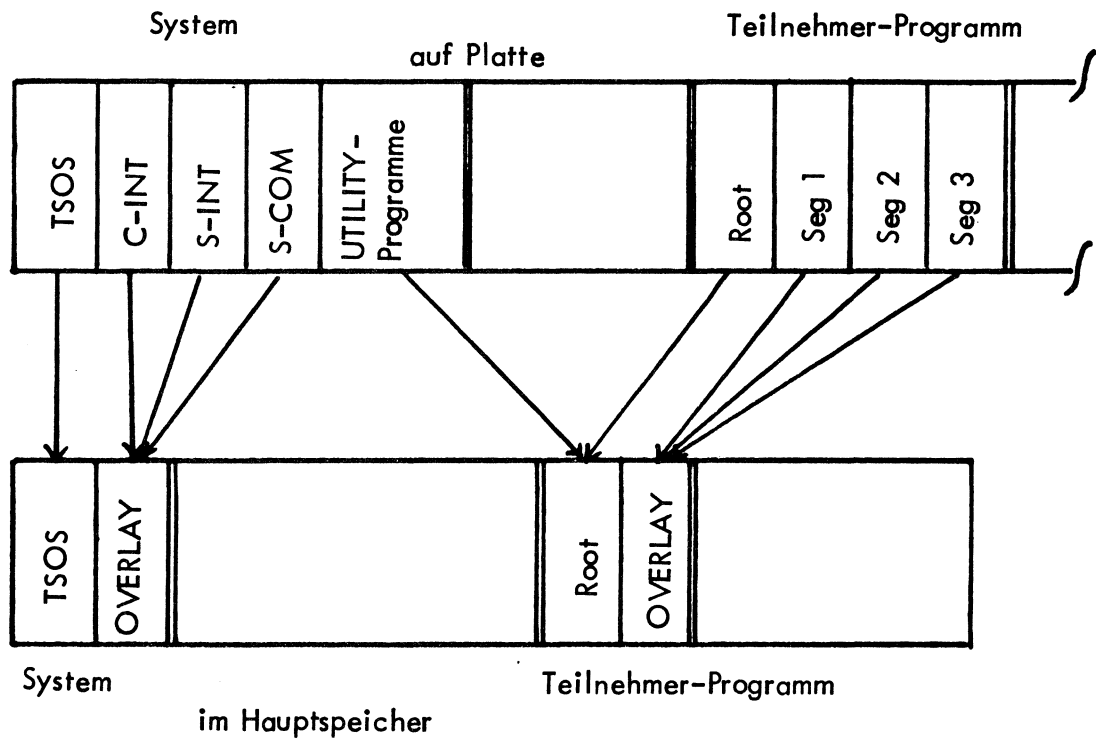 System
Teilnehmer-Programm
auf Platte
TSOS
C-INT
S-INT
S-COM
UTILITY-
Programme
Root
Seg 1
Seg 2
Seg 3
TSOS
OVERLAY
Root
OVERLAY
System
Teilnehmer-Programm
im Hauptspeicher